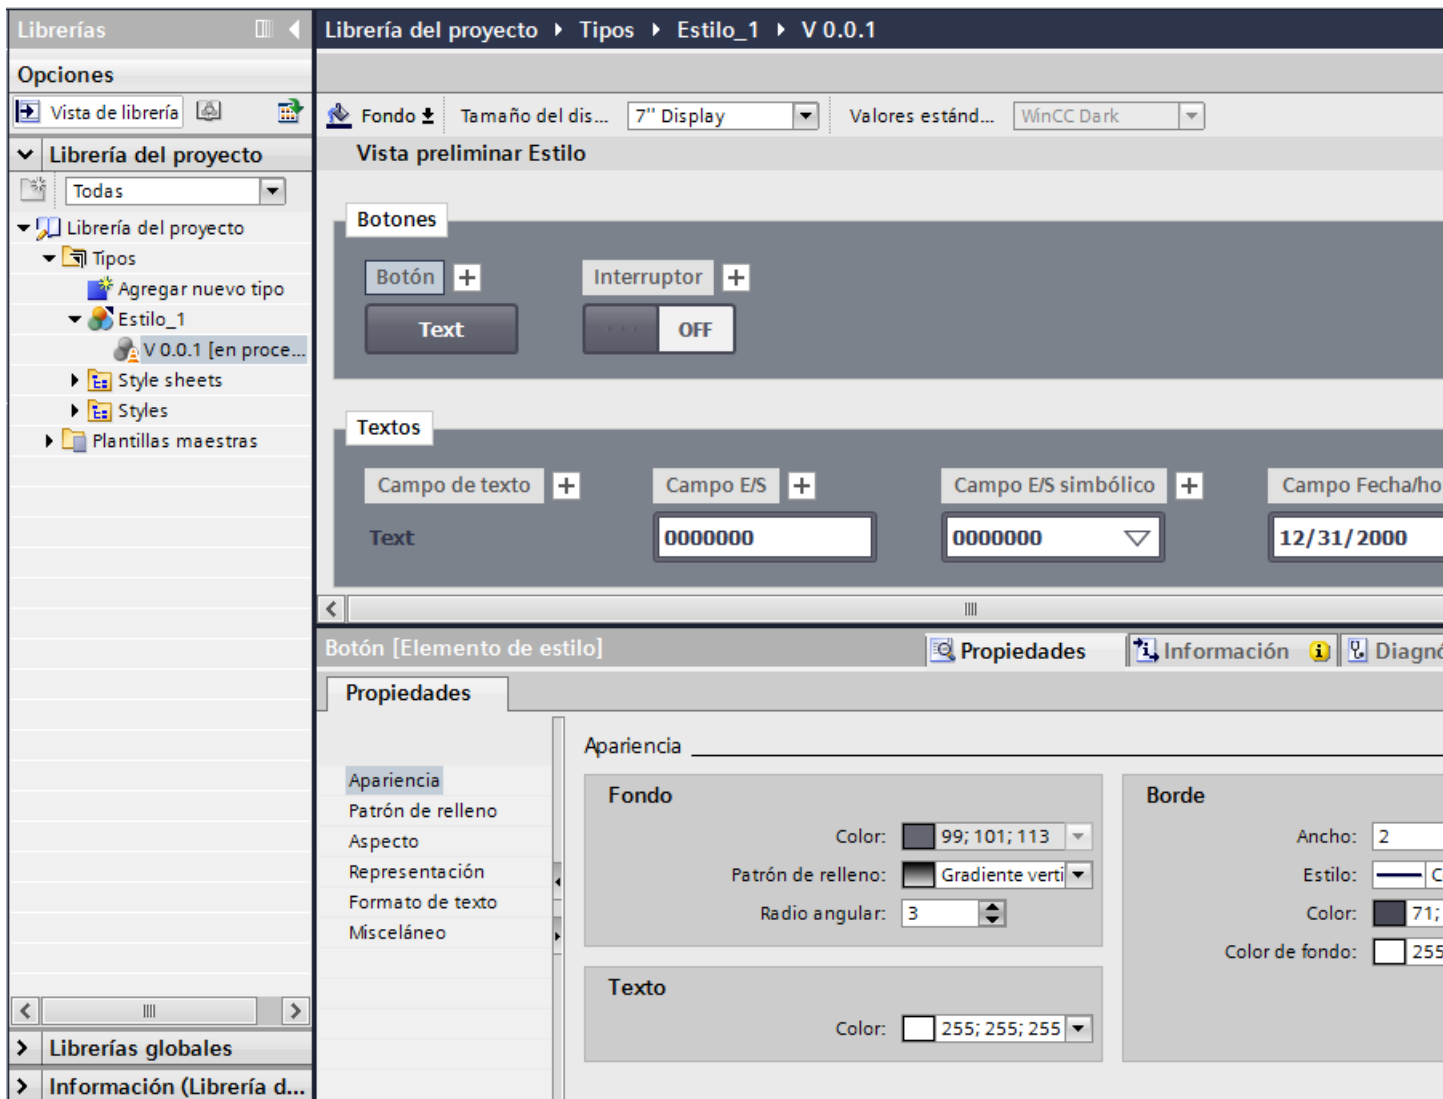 Librerías
Opciones
Vista de librería
Librería del proyecto
Todas
Librería del proyecto
Tipos
Agregar nuevo tipo
Estilo_1
V 0.0.1 [en proce...
Style sheets
Styles
Plantillas maestras
Librerías globales
Información (Librería d...
Librería del proyecto Tipos Estilo_1 V 0.0.1
Fondo Tamaño del dis... 7'' Display Valores estánd... WinCC Dark
Vista preliminar Estilo
Botones
Botón Interruptor
Text OFF
Textos
Campo de texto Campo E/S Campo E/S simbólico Campo Fecha/ho
Text 0000000 0000000 12/31/2000
Botón [Elemento de estilo] Propiedades Información Diagnó
Propiedades
Apariencia
Patrón de relleno
Aspecto
Representación
Formato de texto
Misceláneo
Apariencia
Fondo
Color: 99; 101; 113
Patrón de relleno: Gradiente verti
Radio angular: 3
Texto
Color: 255; 255; 255
Borde
Ancho: 2
Estilo: C
Color: 71;
Color de fondo: 255